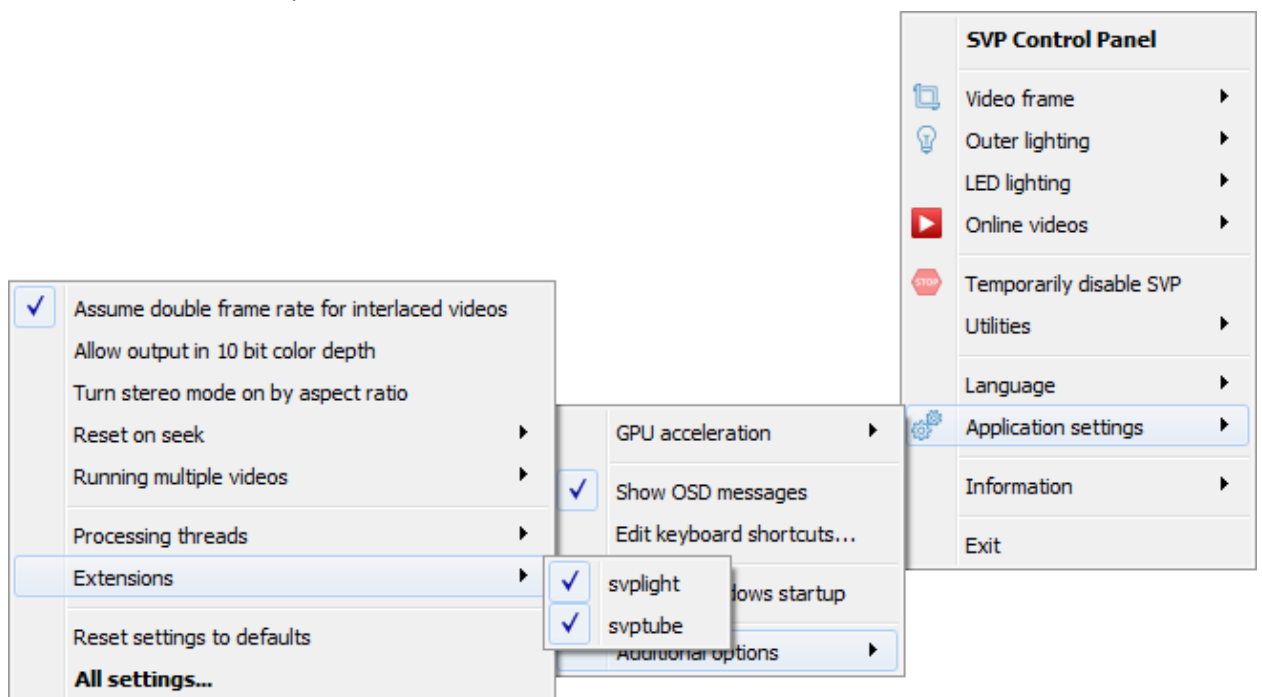 SVP Control Panel
Video frame
Outer lighting
LED lighting
Online videos
STOP
Temporarily disable SVP
Utilities
Language
Application settings
Information
Exit
GPU acceleration
Show OSD messages
Edit keyboard shortcuts...
dows startup
Additional options
Assume double frame rate for interlaced videos
Allow output in 10 bit color depth
Turn stereo mode on by aspect ratio
Reset on seek
Running multiple videos
Processing threads
Extensions
Reset settings to defaults
All settings...
svplight
svptube